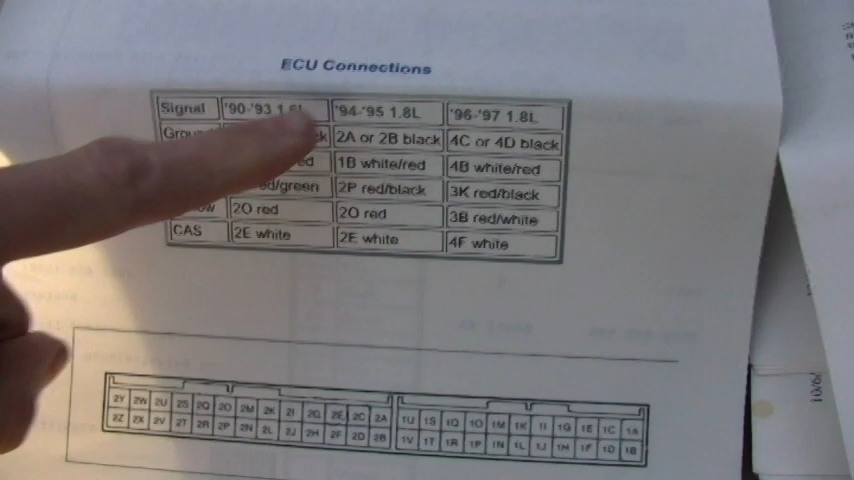 ECU Connections
Signal '90-'93 1.6L '94-'95 1.8L '96-'97 1.8L
2A or 2B black 4C or 4D black
1B white/red 4B white/red
2P red/black 3K red/black
2O red 2O red 3B red/white
CAS 2E white 2E white 4F white
2Y 2W 2U 2S 2Q 2O 2M 2K 2I 2G 2E 2C 2A 1U 1S 1Q 1O 1M 1K 1I 1G 1E 1C 1A
2Z 2X 2V 2T 2R 2P 2N 2L 2J 2H 2F 2D 2B 1V 1T 1R 1P 1N 1L 1J 1H 1F 1D 1B